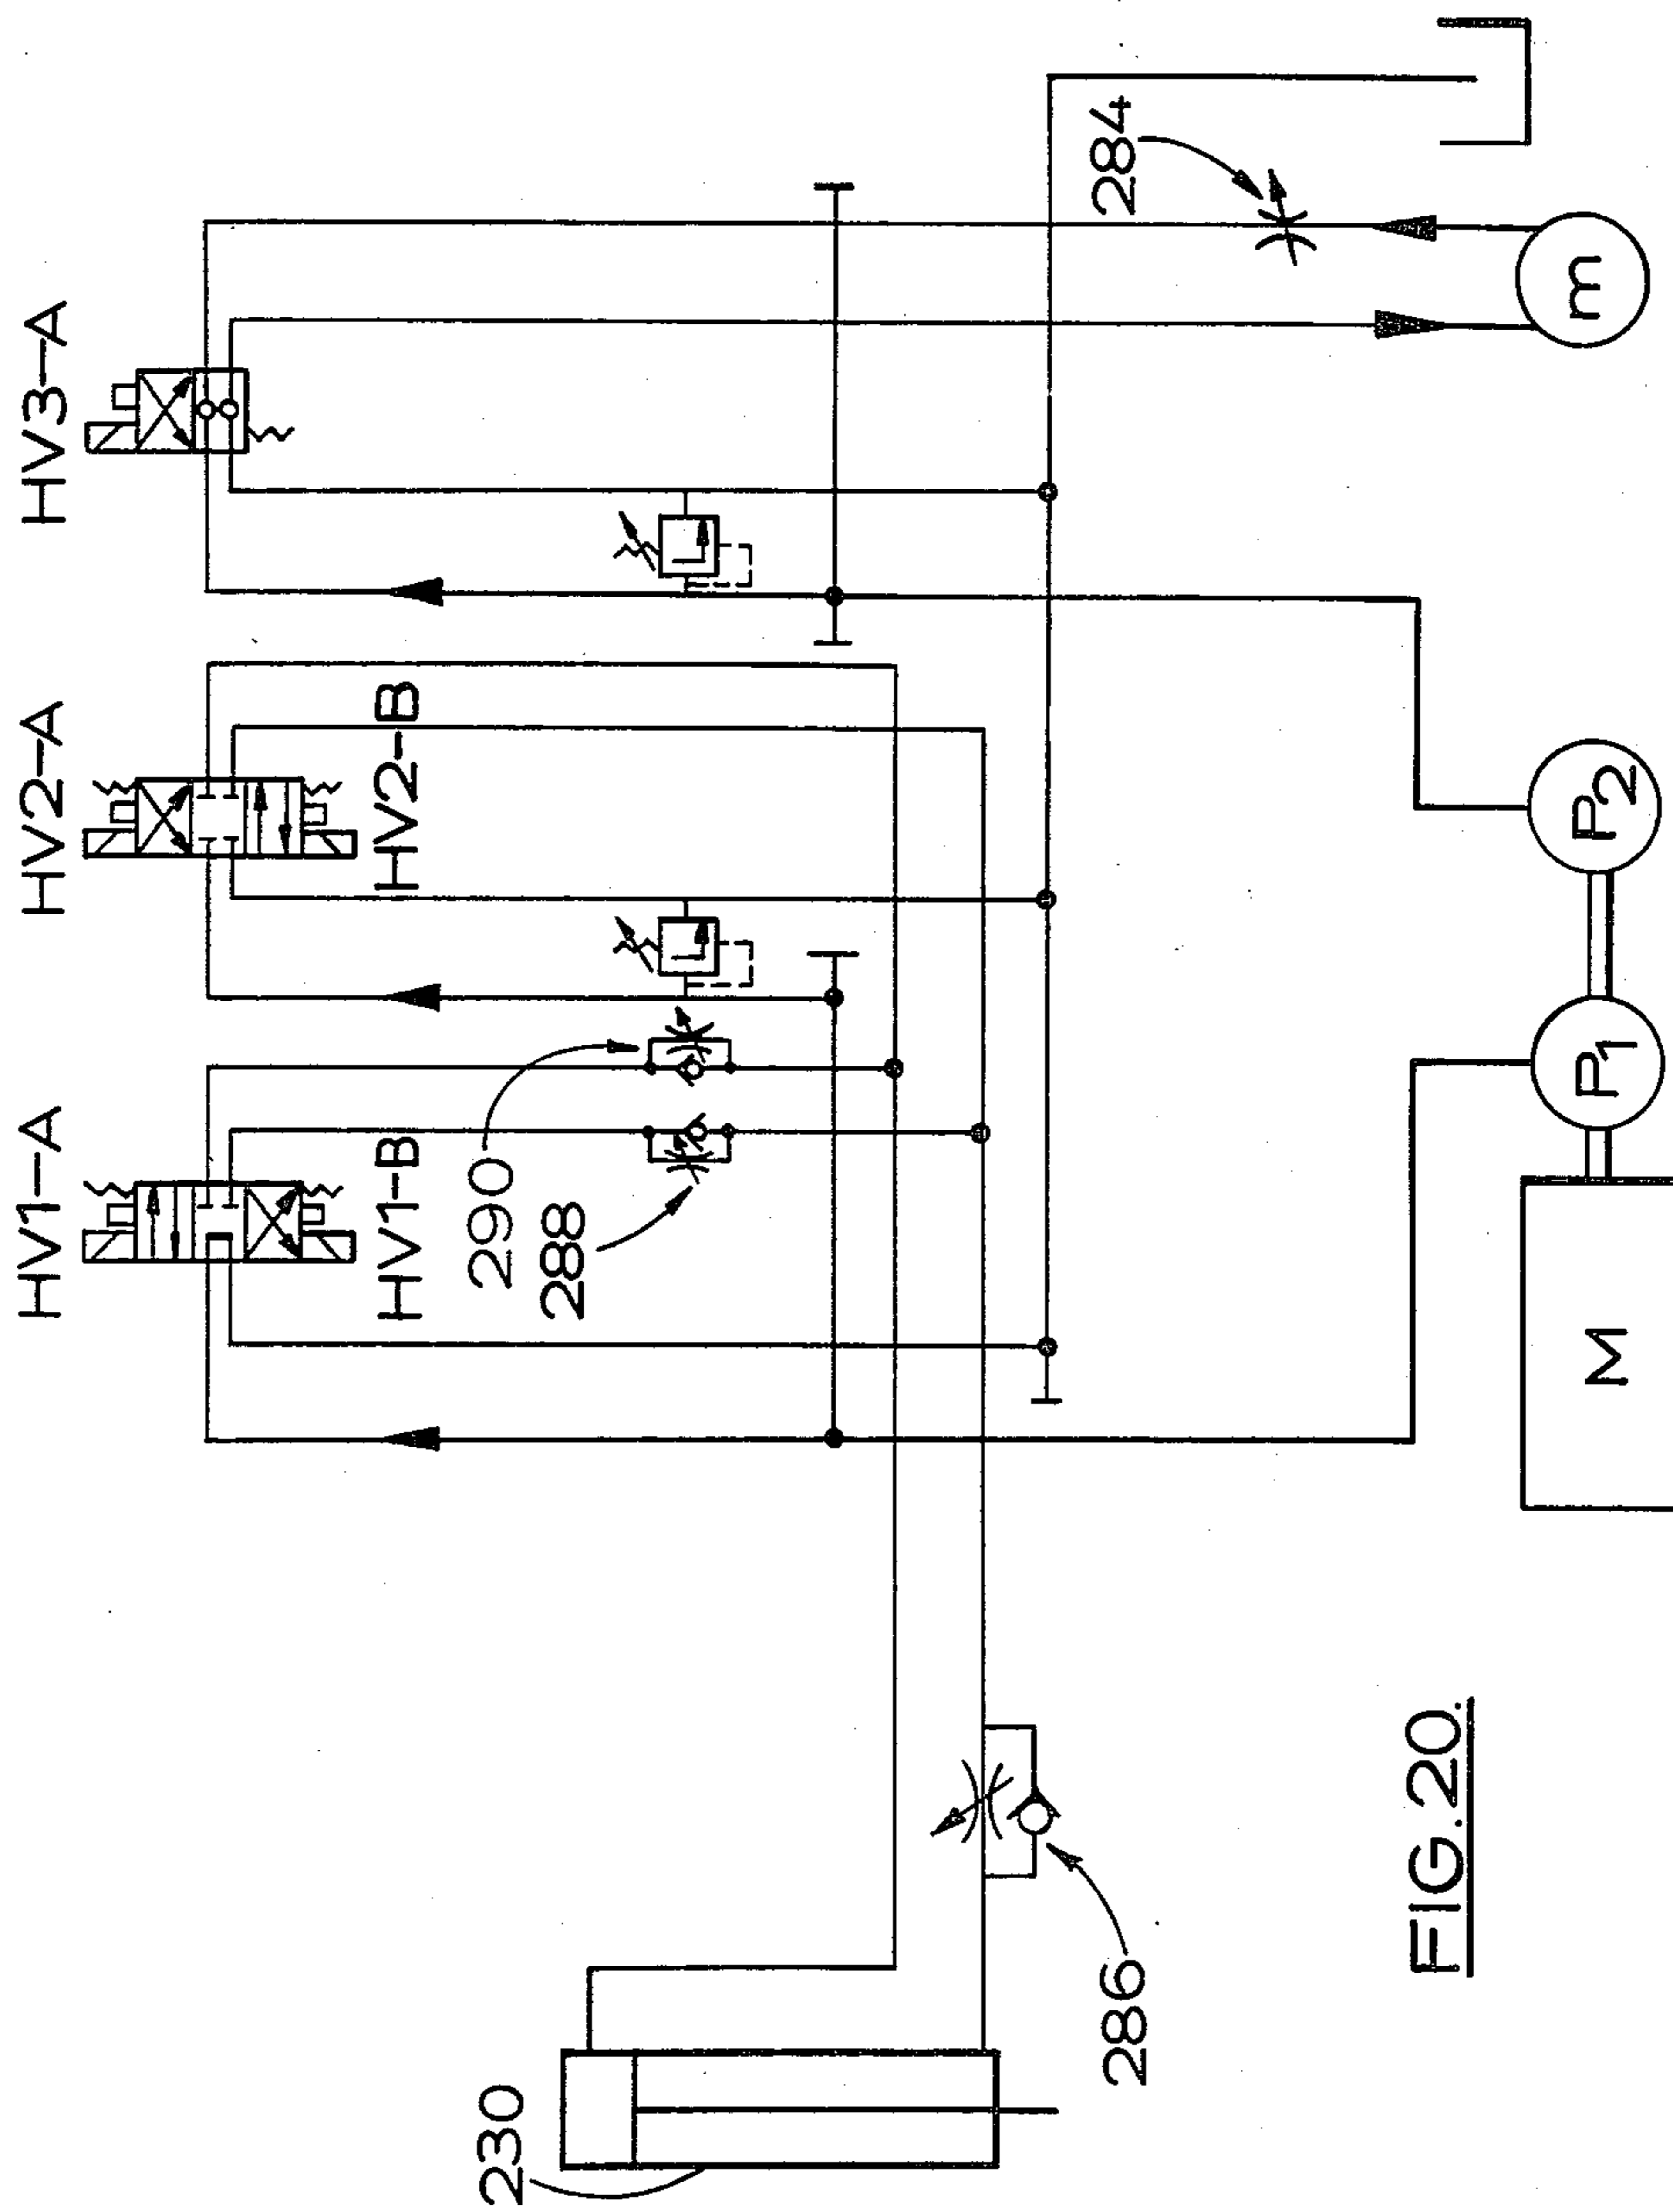 HV1-A
HV2-A
HV3-A
HV1-B
HV2-B
290
288
284
230
286
M
P1
P2
m
FIG. 20.